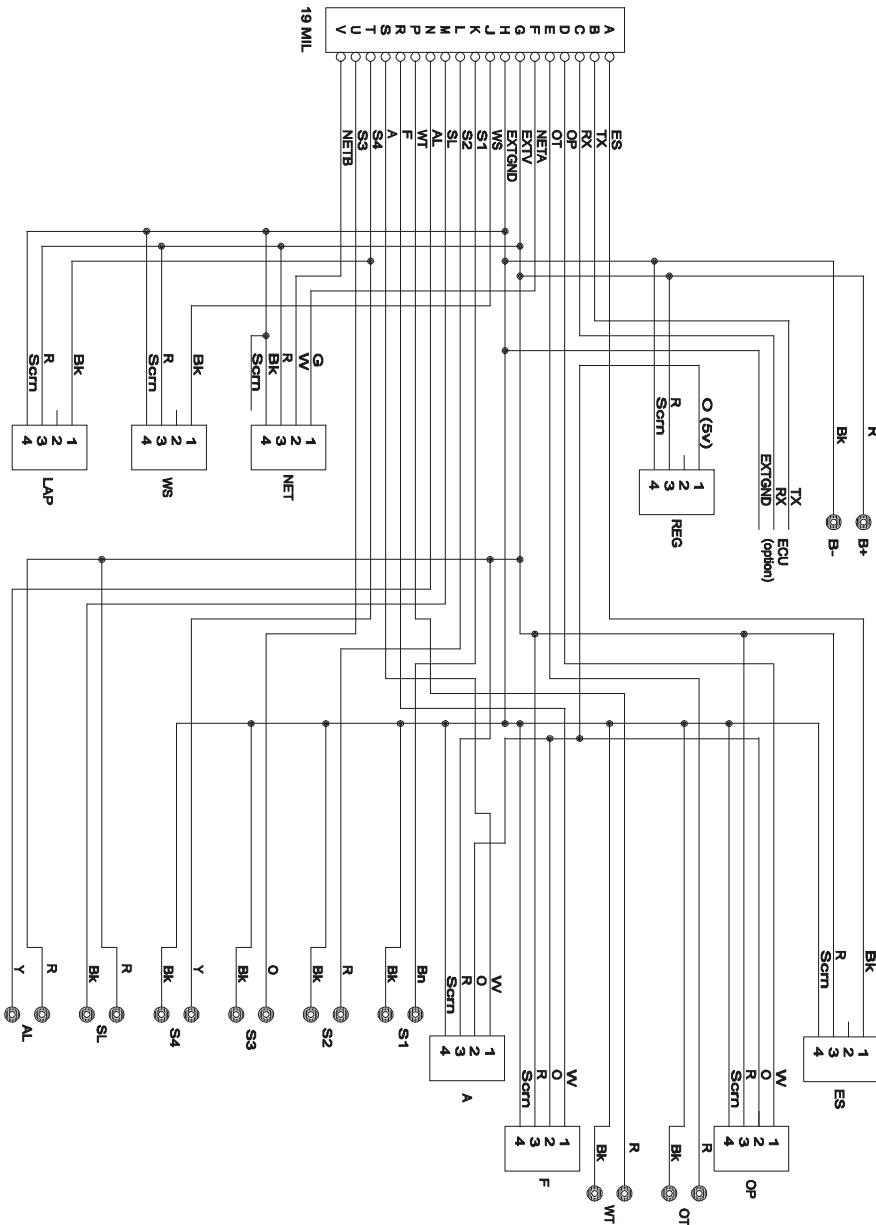 19 MIL
V U T S R P N M L K J H G F E D C B A
NETB
S3
S4
A
F
WT
AL
SL
S2
S1
WS
EXTGND
EXTV
NETA
OT
OP
RX
TX
ES
Scrn
R
Bk
4 3 2 1
LAP
Scrn
R
Bk
4 3 2 1
WS
Scrn
Bk
R
W
G
4 3 2 1
NET
Scrn
R
O (5v)
4 3 2 1
REG
EXTGND
RX
TX
ECU
(option)
Bk
R
B-
B+
Y
R
AL
Bk
R
SL
Bk
Y
S4
Bk
O
S3
Bk
R
S2
Bk
Bn
S1
Scrn
R
O
W
4 3 2 1
A
Scrn
R
O
W
4 3 2 1
F
Bk
R
WT
Bk
R
OT
Scrn
R
O
W
4 3 2 1
OP
Scrn
R
Bk
4 3 2 1
ES